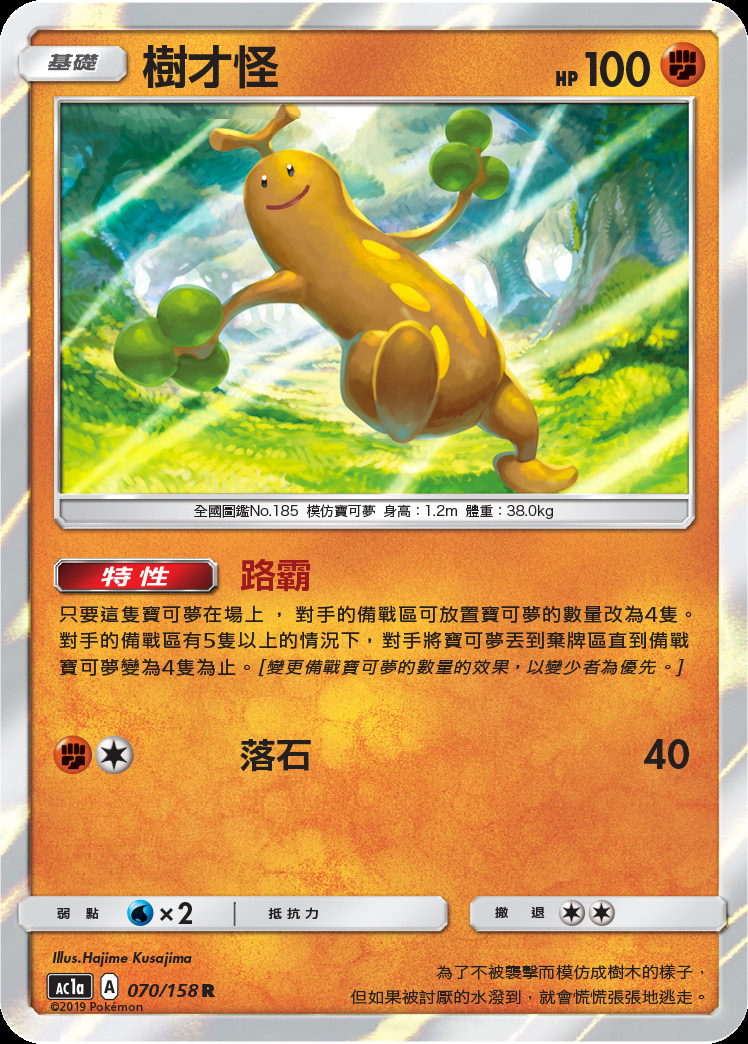 基礎 樹才怪 HP 100
全國圖鑑No.185 模仿寶可夢 身高：1.2m 體重：38.0kg
特性 路霸
只要這隻寶可夢在場上，對手的備戰區可放置寶可夢的數量改為4隻。
對手的備戰區有5隻以上的情況下，對手將寶可夢丟到棄牌區直到備戰
寶可夢變為4隻為止。[變更備戰寶可夢的數量的效果，以變少者為優先。]
落石 40
弱點 ×2 抵抗力 撤退
Illus.Hajime Kusajima
為了不被襲擊而模仿成樹木的樣子，
AC1a A 070/158 R
但如果被討厭的水潑到，就會慌慌張張地逃走。
©2019 Pokémon